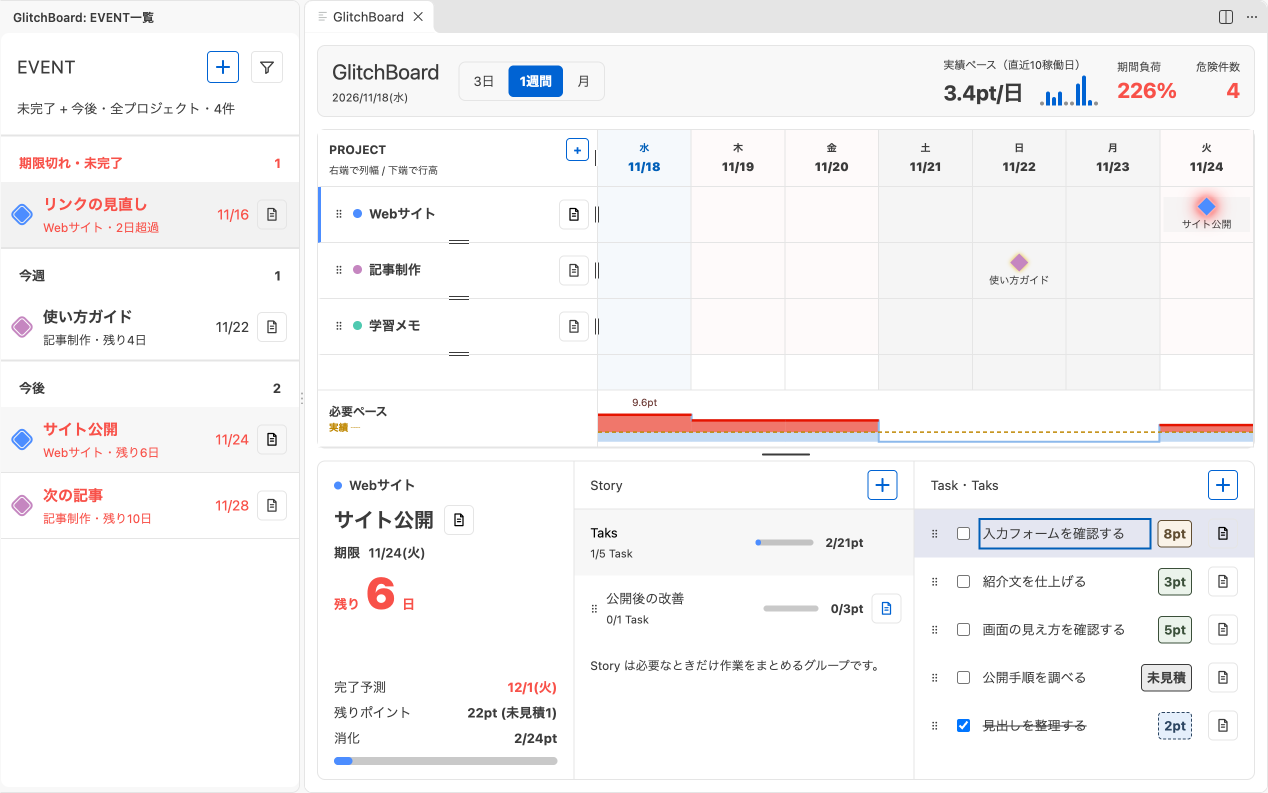 GlitchBoard: EVENT一覧
EVENT
未完了 + 今後・全プロジェクト・4件
期限切れ・未完了 1
リンクの見直し
Webサイト・2日超過
11/16
今週 1
使い方ガイド
記事制作・残り4日
11/22
今後 2
サイト公開
Webサイト・残り6日
11/24
次の記事
記事制作・残り10日
11/28
GlitchBoard
GlitchBoard
2026/11/18(水)
3日 1週間 月
実績ペース（直近10稼働日）
3.4pt/日
期間負荷
226%
危険件数
4
PROJECT
右端で列幅 / 下端で行高
水 木 金 土 日 月 火
11/18 11/19 11/20 11/21 11/22 11/23 11/24
Webサイト
サイト公開
記事制作
使い方ガイド
学習メモ
必要ペース
実績 —
9.6pt
Webサイト
サイト公開
期限 11/24(火)
残り 6 日
完了予測 12/1(火)
残りポイント 22pt (未見積1)
消化 2/24pt
Story
Taks
1/5 Task
2/21pt
公開後の改善
0/1 Task
0/3pt
Story は必要なときだけ作業をまとめるグループです。
Task・Taks
入力フォームを確認する 8pt
紹介文を仕上げる 3pt
画面の見え方を確認する 5pt
公開手順を調べる 未見積
見出しを整理する 2pt